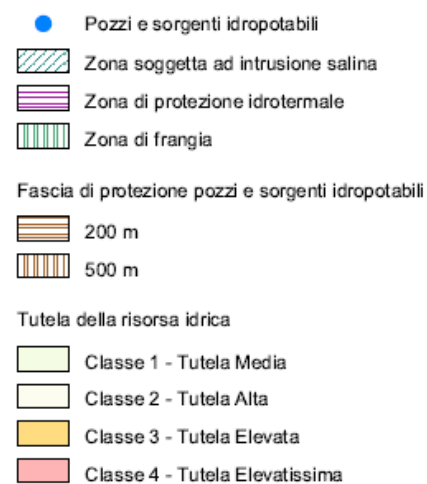 Pozzi e sorgenti idropotabili
Zona soggetta ad intrusione salina
Zona di protezione idrotermale
Zona di frangia
Fascia di protezione pozzi e sorgenti idropotabili
200 m
500 m
Tutela della risorsa idrica
Classe 1 - Tutela Media
Classe 2 - Tutela Alta
Classe 3 - Tutela Elevata
Classe 4 - Tutela Elevatissima